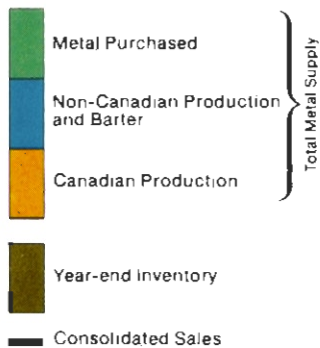 Metal Purchased
Non-Canadian Production
and Barter
Canadian Production
Total Metal Supply
Year-end Inventory
Consolidated Sales